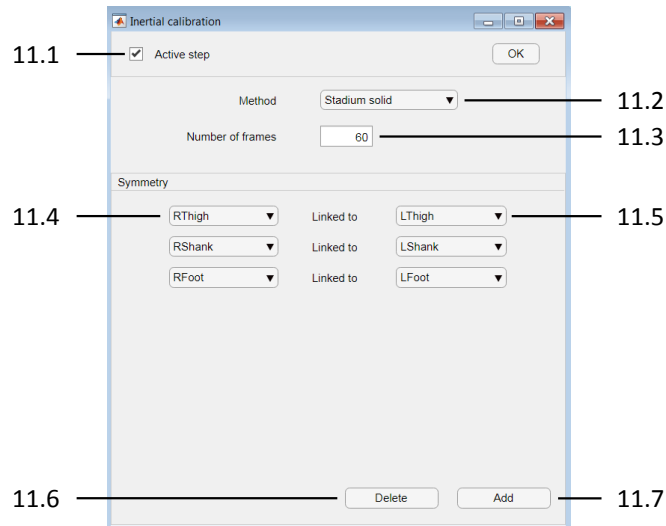 Inertial calibration
11.1 Active step OK
Method Stadium solid 11.2
Number of frames 60 11.3
Symmetry
11.4 RThigh Linked to LThigh 11.5
RShank Linked to LShank
RFoot Linked to LFoot
11.6 Delete Add 11.7